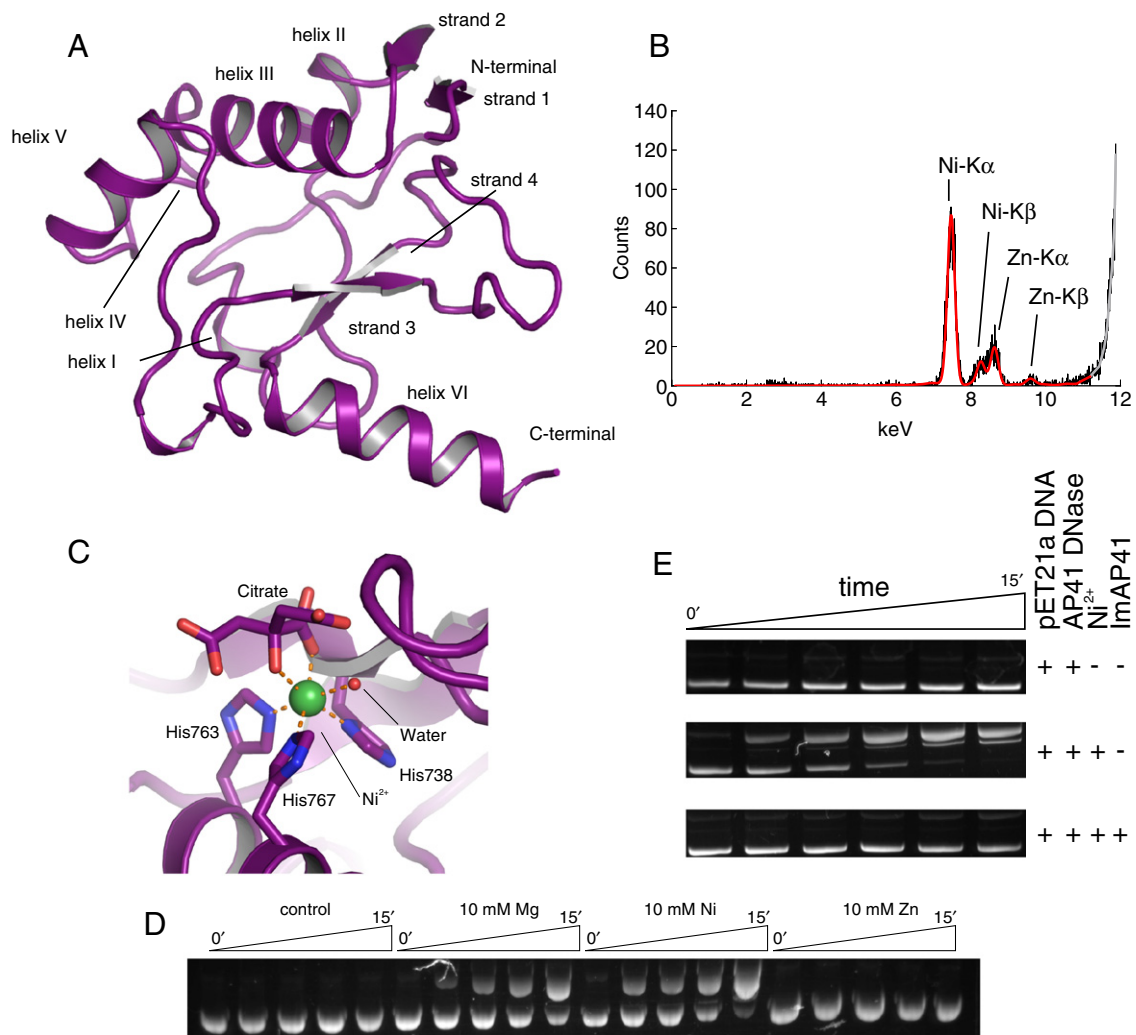 A
helix II
strand 2
helix III
N-terminal
strand 1
helix V
strand 4
helix IV
strand 3
helix I
helix VI
C-terminal
B
140
120
100
80
60
40
20
0
Counts
Ni-Kα
Ni-Kβ
Zn-Kα
Zn-Kβ
0 2 4 6 8 10 12
keV
C
Citrate
His763
Water
His738
His767
Ni²⁺
E
time
0′ 15′
pET21a DNA
AP41 DNase
Ni²⁺
ImAP41
+ + - -
+ + + -
+ + + +
D
control 10 mM Mg 10 mM Ni 10 mM Zn
0′ 15′ 0′ 15′ 0′ 15′ 0′ 15′